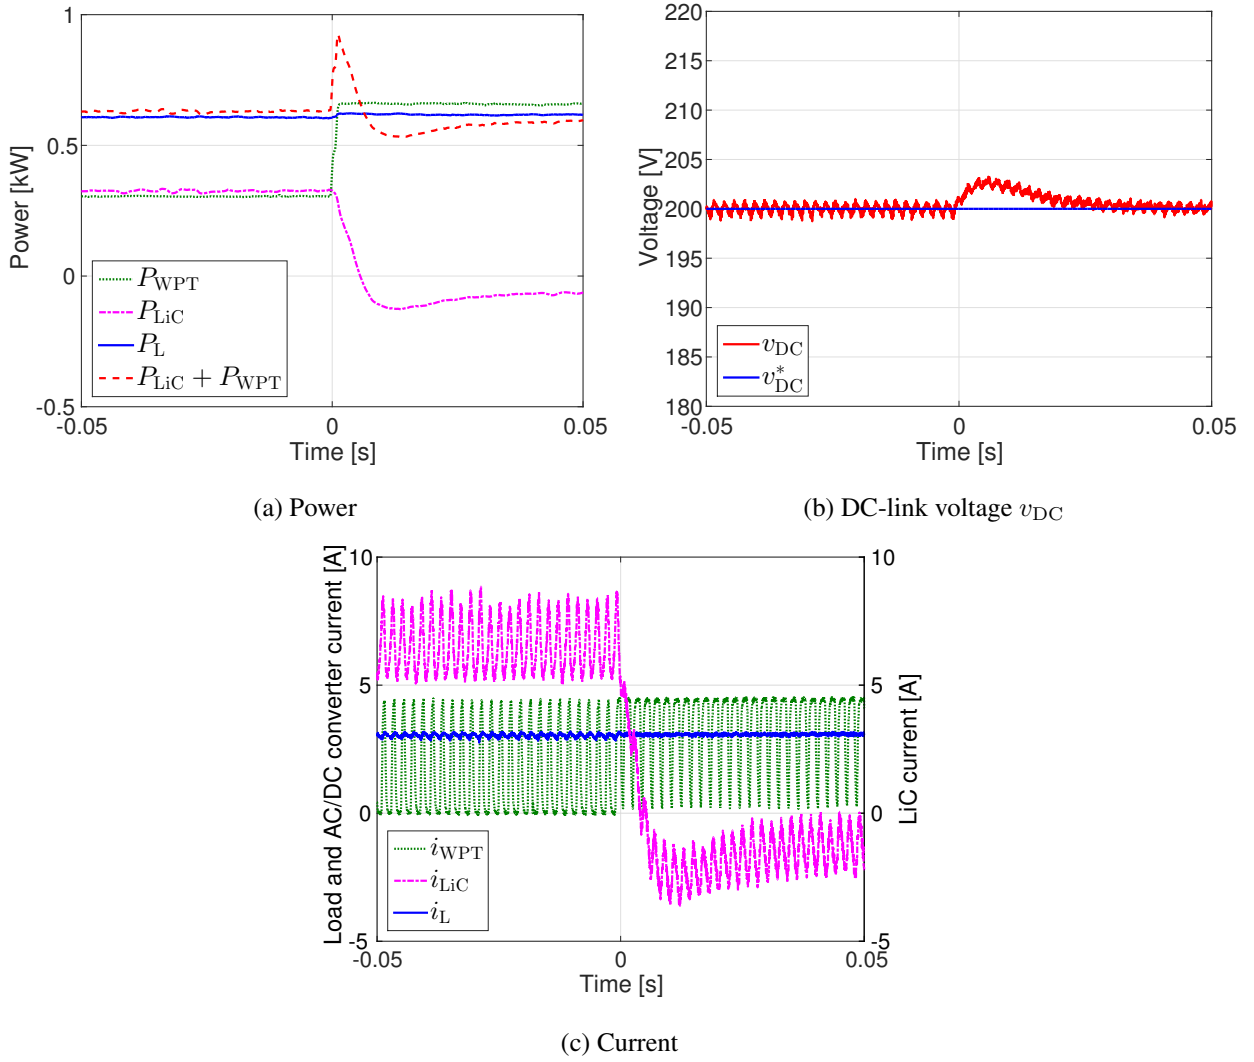 1
0.5
0
-0.5
Power [kW]
-0.05
0
0.05
Time [s]
P_WPT
P_LiC
P_L
P_LiC + P_WPT
(a) Power
220
215
210
205
200
195
190
185
180
Voltage [V]
-0.05
0
0.05
Time [s]
v_DC
v*_DC
(b) DC-link voltage v_DC
10
5
0
-5
Load and AC/DC converter current [A]
10
5
0
-5
LiC current [A]
-0.05
0
0.05
Time [s]
i_WPT
i_LiC
i_L
(c) Current